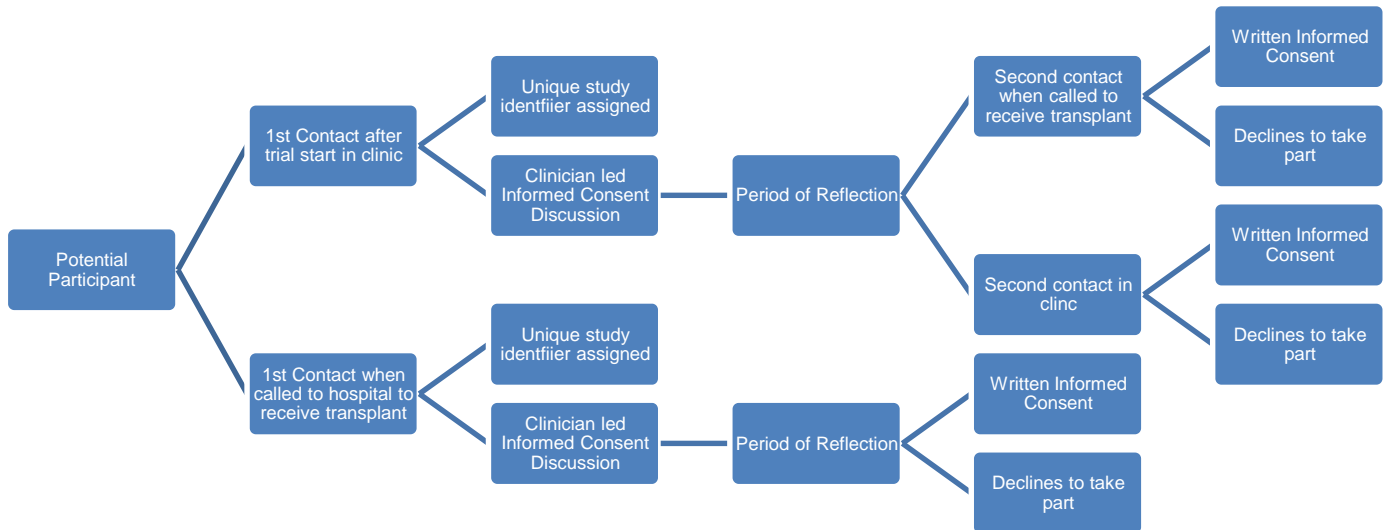 Potential
Participant
1st Contact after
trial start in clinic
Unique study
identfiier assigned
Clinician led
Informed Consent
Discussion
Period of Reflection
Second contact
when called to
receive transplant
Written Informed
Consent
Declines to take
part
Second contact in
clinc
Written Informed
Consent
Declines to take
part
1st Contact when
called to hospital to
receive transplant
Unique study
identfiier assigned
Clinician led
Informed Consent
Discussion
Period of Reflection
Written Informed
Consent
Declines to take
part